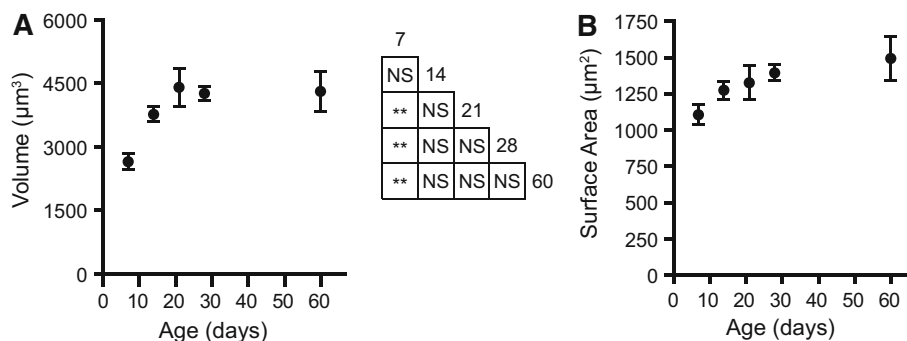 A
6000
4500
3000
1500
0
Volume (µm³)
0 10 20 30 40 50 60
Age (days)
7
NS 14
** NS 21
** NS NS 28
** NS NS NS 60
B
1750
1500
1250
1000
750
500
250
0
Surface Area (µm²)
0 10 20 30 40 50 60
Age (days)